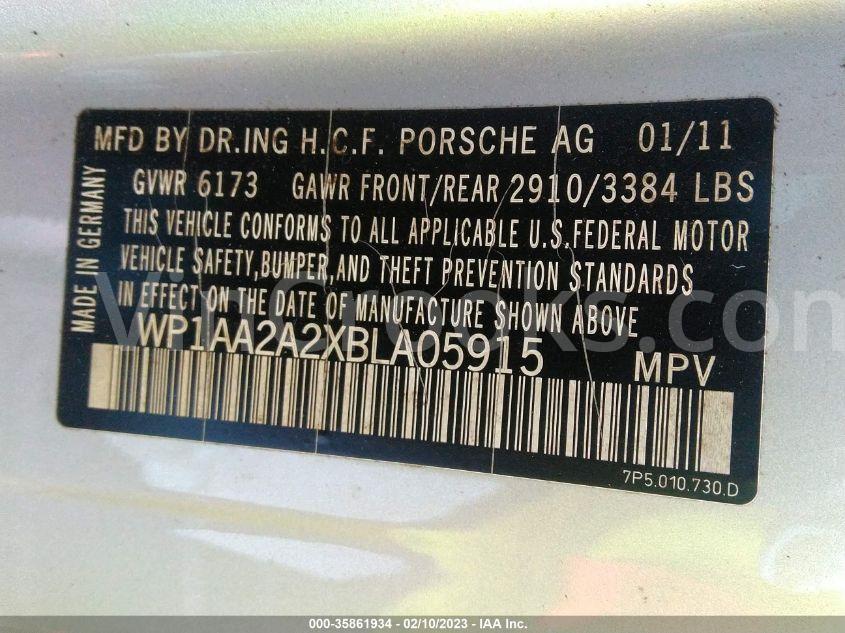 MFD BY DR.ING H.C.F. PORSCHE AG 01/11
GVWR 6173 GAWR FRONT/REAR 2910/3384 LBS
THIS VEHICLE CONFORMS TO ALL APPLICABLE U.S.FEDERAL MOTOR
VEHICLE SAFETY,BUMPER,AND THEFT PREVENTION STANDARDS
IN EFFECT ON THE DATE OF MANUFACTURE SHOWN ABOVE
MADE IN GERMANY
WP1AA2A2XBLA05915 MPV
7P5.010.730.D
000-35861934 - 02/10/2023 - IAA Inc.